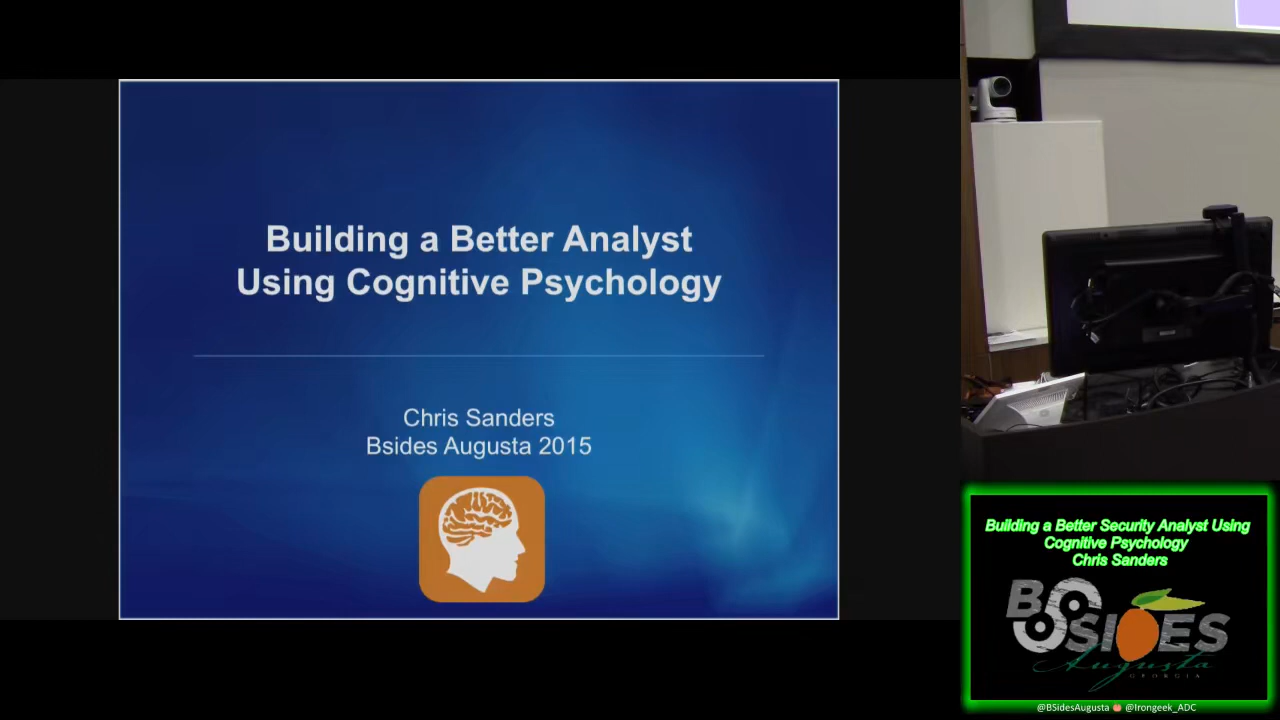 Building a Better Analyst
Using Cognitive Psychology
Chris Sanders
Bsides Augusta 2015
Building a Better Security Analyst Using
Cognitive Psychology
Chris Sanders
BSIDES
Augusta
GEORGIA
@BSidesAugusta @Irongeek_ADC